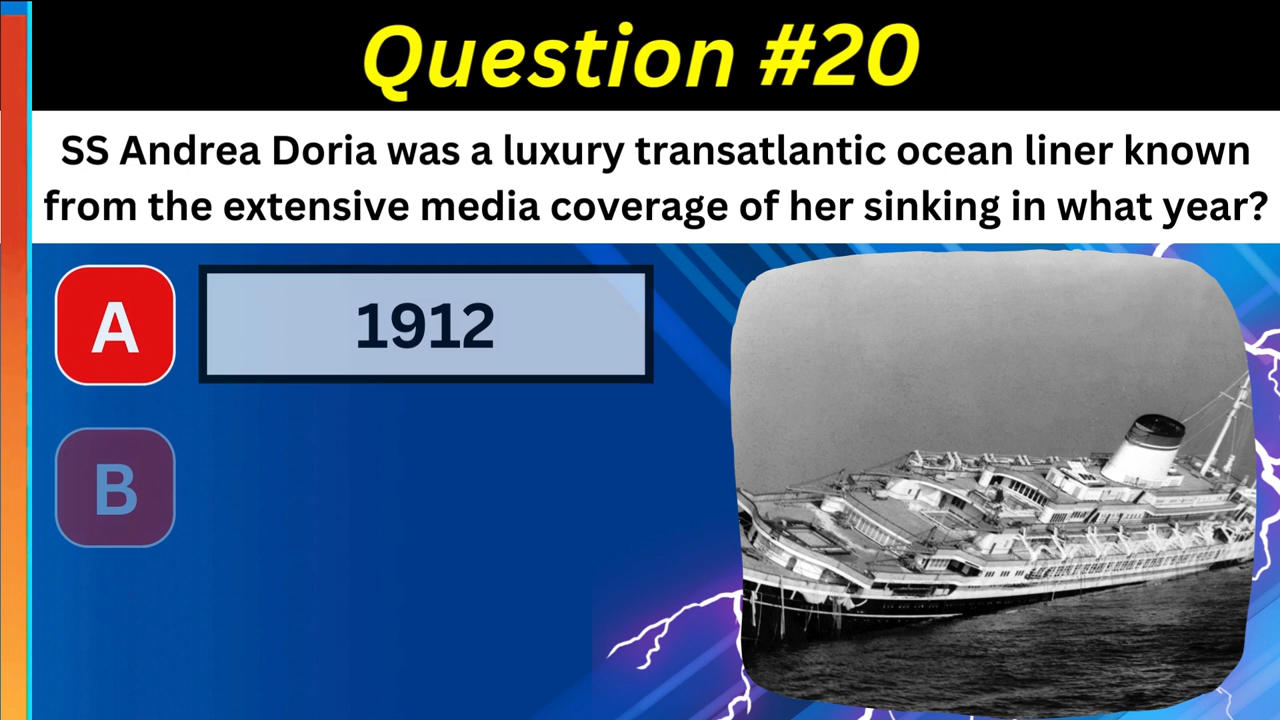 Question #20
SS Andrea Doria was a luxury transatlantic ocean liner known
from the extensive media coverage of her sinking in what year?
A
1912
B